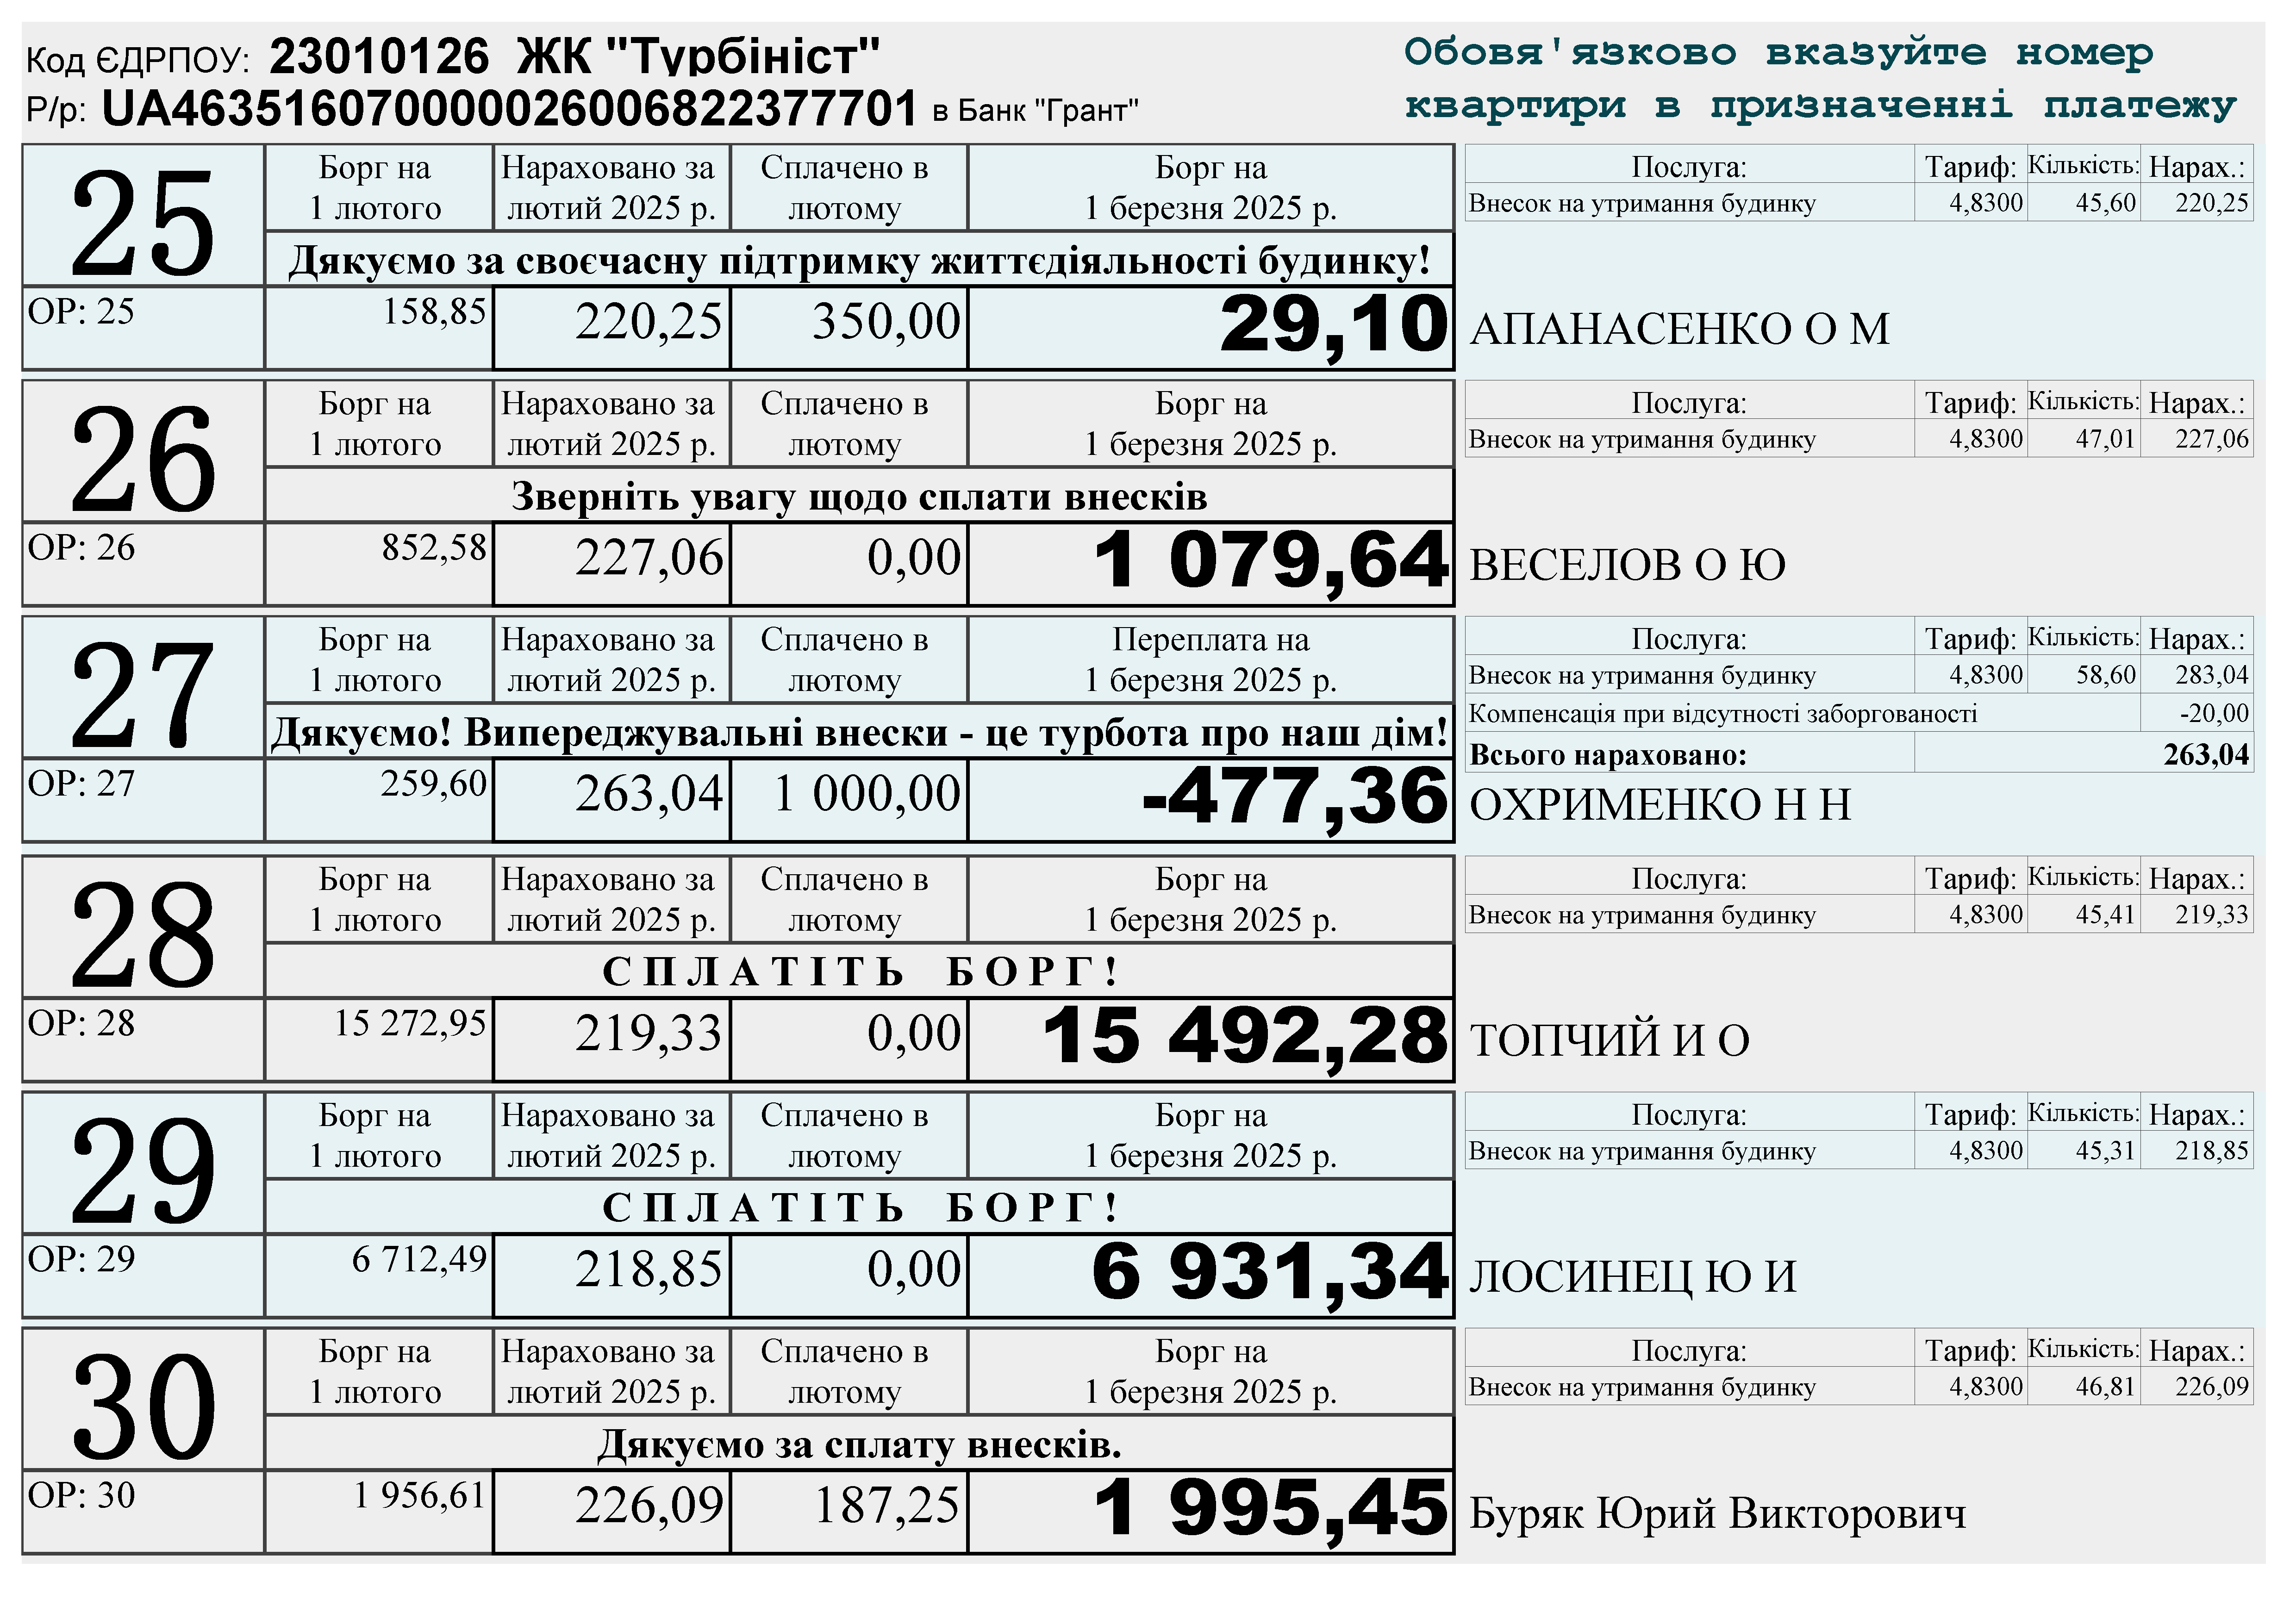 Код ЄДРПОУ: 23010126 ЖК "Турбініст"
Р/р: UA463516070000026006822377701 в Банк "Грант"
Обовя'язково вказуйте номер
квартири в призначенні платежу
25
Борг на
1 лютого
Нараховано за
лютий 2025 р.
Сплачено в
лютому
Борг на
1 березня 2025 р.
Дякуємо за своєчасну підтримку життєдіяльності будинку!
ОР: 25 158,85 220,25 350,00 29,10
Послуга: Тариф: Кількість: Нарах.:
Внесок на утримання будинку 4,8300 45,60 220,25
АПАНАСЕНКО О М
26
Борг на
1 лютого
Нараховано за
лютий 2025 р.
Сплачено в
лютому
Борг на
1 березня 2025 р.
Зверніть увагу щодо сплати внесків
ОР: 26 852,58 227,06 0,00 1 079,64
Послуга: Тариф: Кількість: Нарах.:
Внесок на утримання будинку 4,8300 47,01 227,06
ВЕСЕЛОВ О Ю
27
Борг на
1 лютого
Нараховано за
лютий 2025 р.
Сплачено в
лютому
Переплата на
1 березня 2025 р.
Дякуємо! Випереджувальні внески - це турбота про наш дім!
ОР: 27 259,60 263,04 1 000,00 -477,36
Послуга: Тариф: Кількість: Нарах.:
Внесок на утримання будинку 4,8300 58,60 283,04
Компенсація при відсутності заборгованості -20,00
Всього нараховано: 263,04
ОХРИМЕНКО Н Н
28
Борг на
1 лютого
Нараховано за
лютий 2025 р.
Сплачено в
лютому
Борг на
1 березня 2025 р.
С П Л А Т І Т Ь Б О Р Г !
ОР: 28 15 272,95 219,33 0,00 15 492,28
Послуга: Тариф: Кількість: Нарах.:
Внесок на утримання будинку 4,8300 45,41 219,33
ТОПЧИЙ И О
29
Борг на
1 лютого
Нараховано за
лютий 2025 р.
Сплачено в
лютому
Борг на
1 березня 2025 р.
С П Л А Т І Т Ь Б О Р Г !
ОР: 29 6 712,49 218,85 0,00 6 931,34
Послуга: Тариф: Кількість: Нарах.:
Внесок на утримання будинку 4,8300 45,31 218,85
ЛОСИНЕЦ Ю И
30
Борг на
1 лютого
Нараховано за
лютий 2025 р.
Сплачено в
лютому
Борг на
1 березня 2025 р.
Дякуємо за сплату внесків.
ОР: 30 1 956,61 226,09 187,25 1 995,45
Послуга: Тариф: Кількість: Нарах.:
Внесок на утримання будинку 4,8300 46,81 226,09
Буряк Юрий Викторович